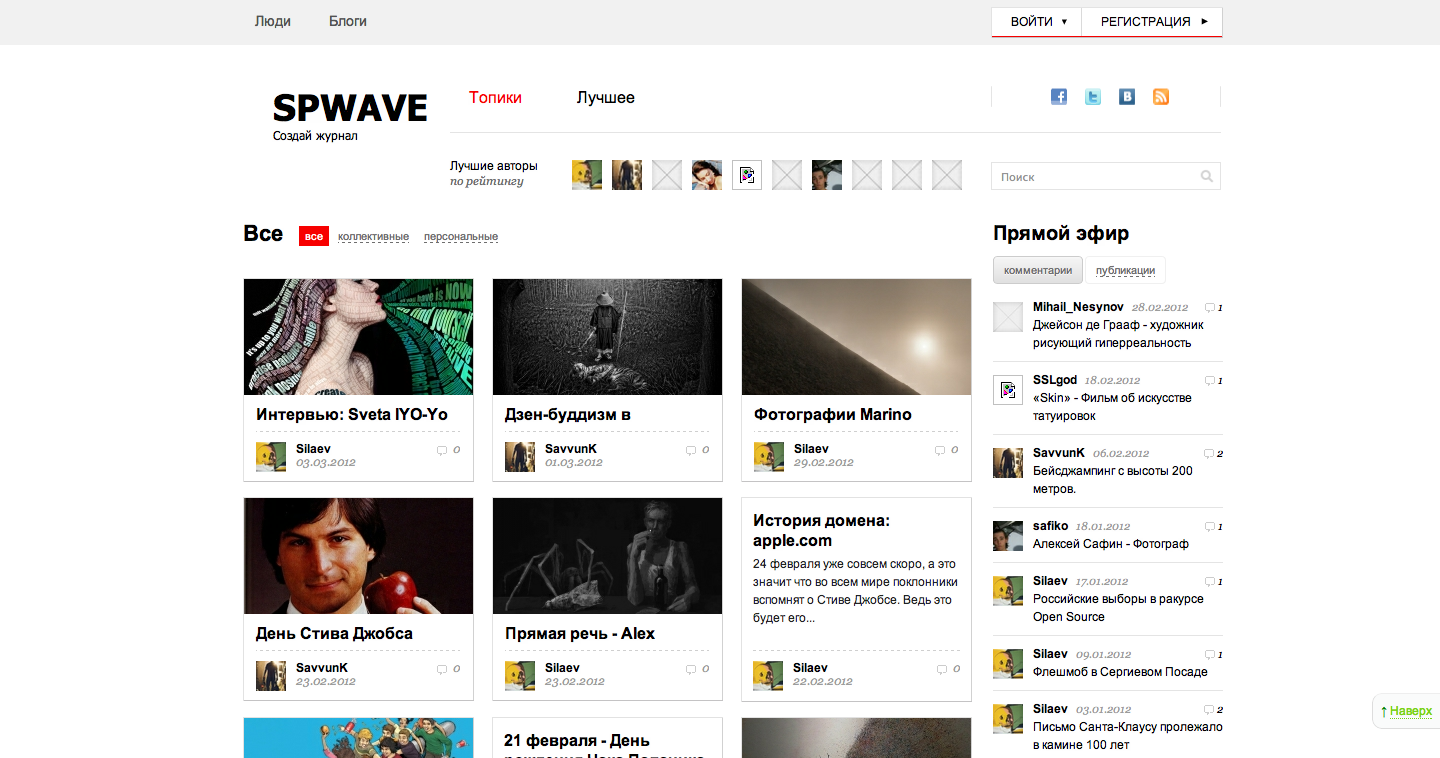 Люди
Блоги
ВОЙТИ ▼
РЕГИСТРАЦИЯ ►
SPWAVE
Создай журнал
Топики
Лучшее
Лучшие авторы
по рейтингу
Поиск
Все
все
коллективные
персональные
Интервью: Sveta IYO-Yo
Silaev
03.03.2012
0
Дзен-буддизм в
SavvunK
01.03.2012
0
Фотографии Marino
Silaev
29.02.2012
0
День Стива Джобса
SavvunK
23.02.2012
0
Прямая речь - Alex
Silaev
23.02.2012
0
История домена:
apple.com
24 февраля уже совсем скоро, а это
значит что во всем мире поклонники
вспомнят о Стиве Джобсе. Ведь это
будет его...
Silaev
22.02.2012
0
21 февраля - День
Прямой эфир
комментарии
публикации
Mihail_Nesynov 28.02.2012 1
Джейсон де Грааф - художник
рисующий гиперреальность
SSLgod 18.02.2012 1
«Skin» - Фильм об искусстве
татуировок
SavvunK 06.02.2012 2
Бейсджампинг с высоты 200
метров.
safiko 18.01.2012 1
Алексей Сафин - Фотограф
Silaev 17.01.2012 1
Российские выборы в ракурсе
Open Source
Silaev 09.01.2012 1
Флешмоб в Сергиевом Посаде
Silaev 03.01.2012 2
Письмо Санта-Клаусу пролежало
в камине 100 лет
↑ Наверх